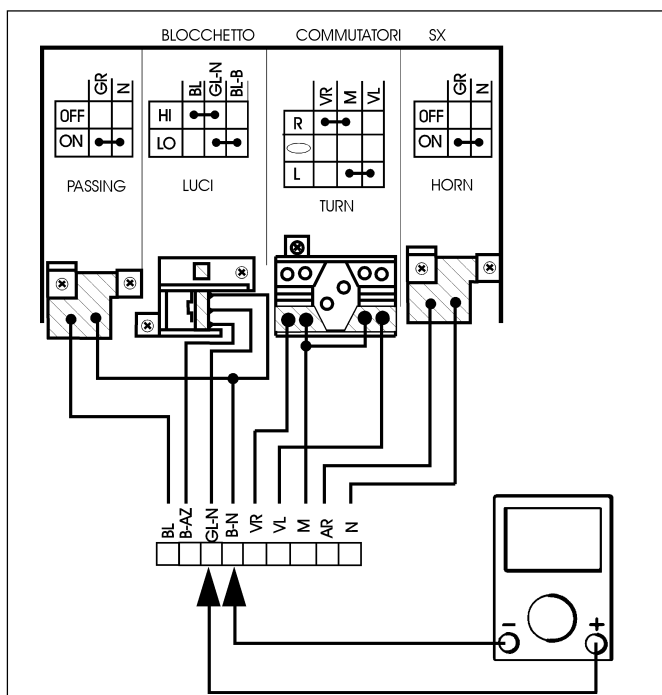 BLOCCHETTO COMMUTATORI SX
GR N
OFF
ON
PASSING
BL GL-N BL-B
HI
LO
LUCI
VR M VL
R
L
TURN
GR N
OFF
ON
HORN
BL B-AZ GL-N B-N VR VL M AR N
- +